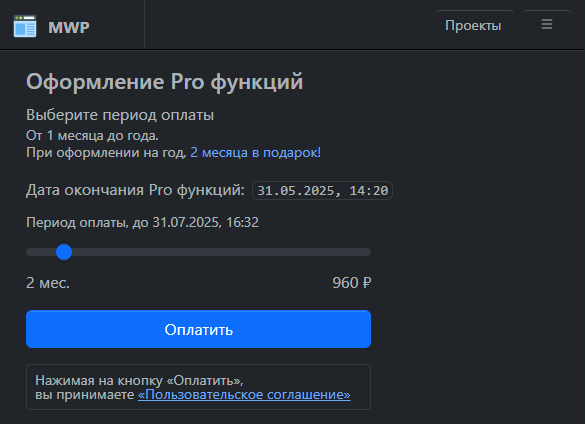 MWP
Проекты
Оформление Pro функций
Выберите период оплаты
От 1 месяца до года.
При оформлении на год, 2 месяца в подарок!
Дата окончания Pro функций: 31.05.2025, 14:20
Период оплаты, до 31.07.2025, 16:32
2 мес. 960 ₽
Оплатить
Нажимая на кнопку «Оплатить»,
вы принимаете «Пользовательское соглашение»